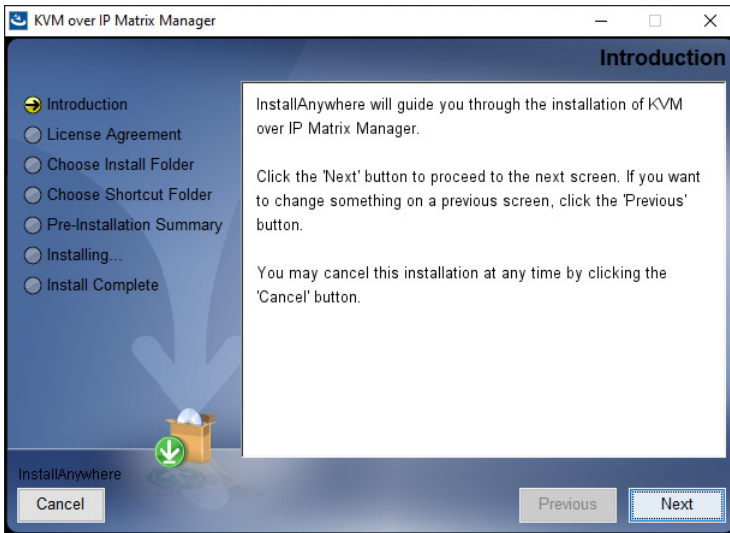 KVM over IP Matrix Manager
Introduction
Introduction
License Agreement
Choose Install Folder
Choose Shortcut Folder
Pre-Installation Summary
Installing...
Install Complete
InstallAnywhere will guide you through the installation of KVM
over IP Matrix Manager.
Click the 'Next' button to proceed to the next screen. If you want
to change something on a previous screen, click the 'Previous'
button.
You may cancel this installation at any time by clicking the
'Cancel' button.
InstallAnywhere
Cancel
Previous
Next